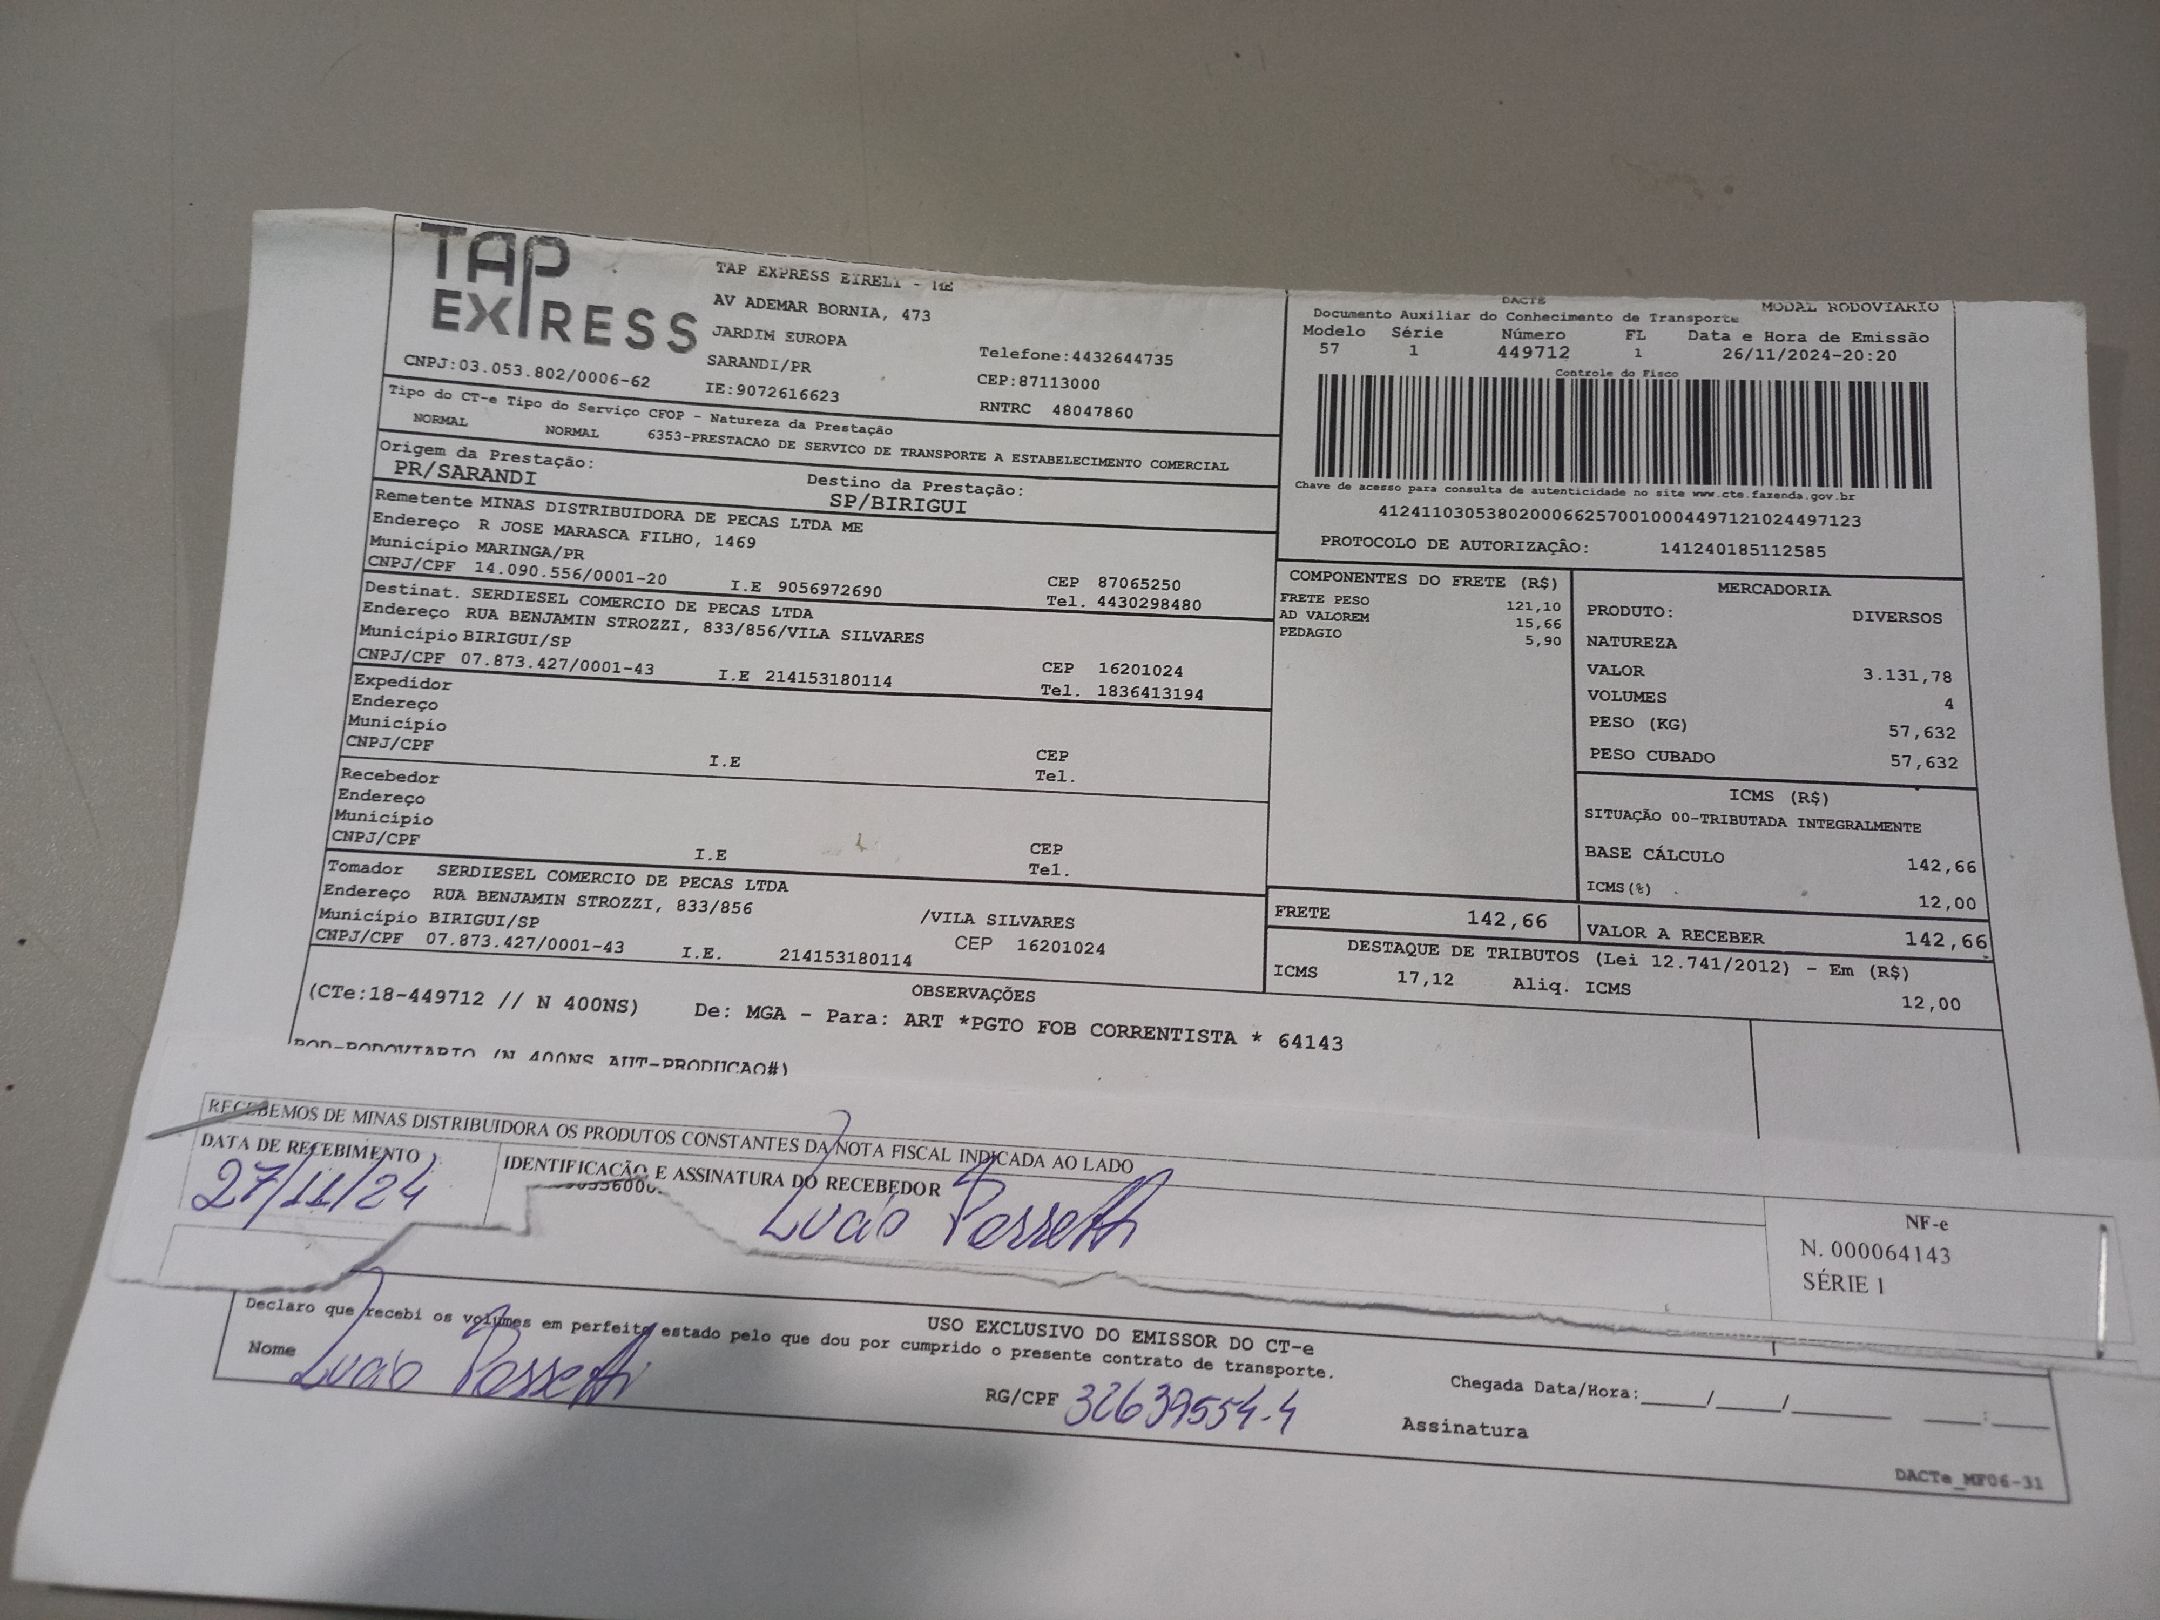 TAP
EXPRESS
CNPJ:03.053.802/0006-62
TAP EXPRESS EIRELI - ME
AV ADEMAR BORNIA, 473
JARDIM EUROPA
SARANDI/PR
IE:9072616623
Telefone:4432644735
CEP:87113000
RNTRC 48047860
DACTE MODAL RODOVIARIO
Documento Auxiliar do Conhecimento de Transporte
Modelo Série Número FL Data e Hora de Emissão
57 1 449712 1 26/11/2024-20:20
Controle do Fisco
Chave de acesso para consulta de autenticidade no site www.cte.fazenda.gov.br
41241103053802000662570010004497121024497123
PROTOCOLO DE AUTORIZAÇÃO: 141240185112585
Tipo do CT-e Tipo do Serviço CFOP - Natureza da Prestação
NORMAL NORMAL 6353-PRESTACAO DE SERVICO DE TRANSPORTE A ESTABELECIMENTO COMERCIAL
Origem da Prestação: Destino da Prestação:
PR/SARANDI SP/BIRIGUI
Remetente MINAS DISTRIBUIDORA DE PECAS LTDA ME
Endereço R JOSE MARASCA FILHO, 1469
Município MARINGA/PR CEP 87065250
CNPJ/CPF 14.090.556/0001-20 I.E 9056972690 Tel. 4430298480
Destinat. SERDIESEL COMERCIO DE PECAS LTDA
Endereço RUA BENJAMIN STROZZI, 833/856/VILA SILVARES
Município BIRIGUI/SP CEP 16201024
CNPJ/CPF 07.873.427/0001-43 I.E 214153180114 Tel. 1836413194
Expedidor
Endereço
Município CEP
CNPJ/CPF I.E Tel.
Recebedor
Endereço
Município CEP
CNPJ/CPF I.E Tel.
Tomador SERDIESEL COMERCIO DE PECAS LTDA
Endereço RUA BENJAMIN STROZZI, 833/856 /VILA SILVARES
Município BIRIGUI/SP CEP 16201024
CNPJ/CPF 07.873.427/0001-43 I.E. 214153180114
COMPONENTES DO FRETE (R$)
FRETE PESO 121,10
AD VALOREM 15,66
PEDAGIO 5,90
MERCADORIA
PRODUTO: DIVERSOS
NATUREZA
VALOR 3.131,78
VOLUMES 4
PESO (KG) 57,632
PESO CUBADO 57,632
ICMS (R$)
SITUAÇÃO 00-TRIBUTADA INTEGRALMENTE
BASE CÁLCULO 142,66
ICMS(%) 12,00
FRETE 142,66 VALOR A RECEBER 142,66
DESTAQUE DE TRIBUTOS (Lei 12.741/2012) - Em (R$)
ICMS 17,12 Aliq. ICMS 12,00
OBSERVAÇÕES
(CTe:18-449712 // N 400NS) De: MGA - Para: ART *PGTO FOB CORRENTISTA * 64143
ROD-RODOVIARIO (N 400NS AUT-PRODUCAO#)
RECEBEMOS DE MINAS DISTRIBUIDORA OS PRODUTOS CONSTANTES DA NOTA FISCAL INDICADA AO LADO
DATA DE RECEBIMENTO IDENTIFICAÇÃO E ASSINATURA DO RECEBEDOR
27/11/24 Lucão Possetti
NF-e
N. 000064143
SÉRIE 1
USO EXCLUSIVO DO EMISSOR DO CT-e
Declaro que recebi os volumes em perfeito estado pelo que dou por cumprido o presente contrato de transporte.
Nome Lucão Possetti RG/CPF 32639554-4
Chegada Data/Hora:____/____/______ ____:____
Assinatura
DACTe_MF06-31